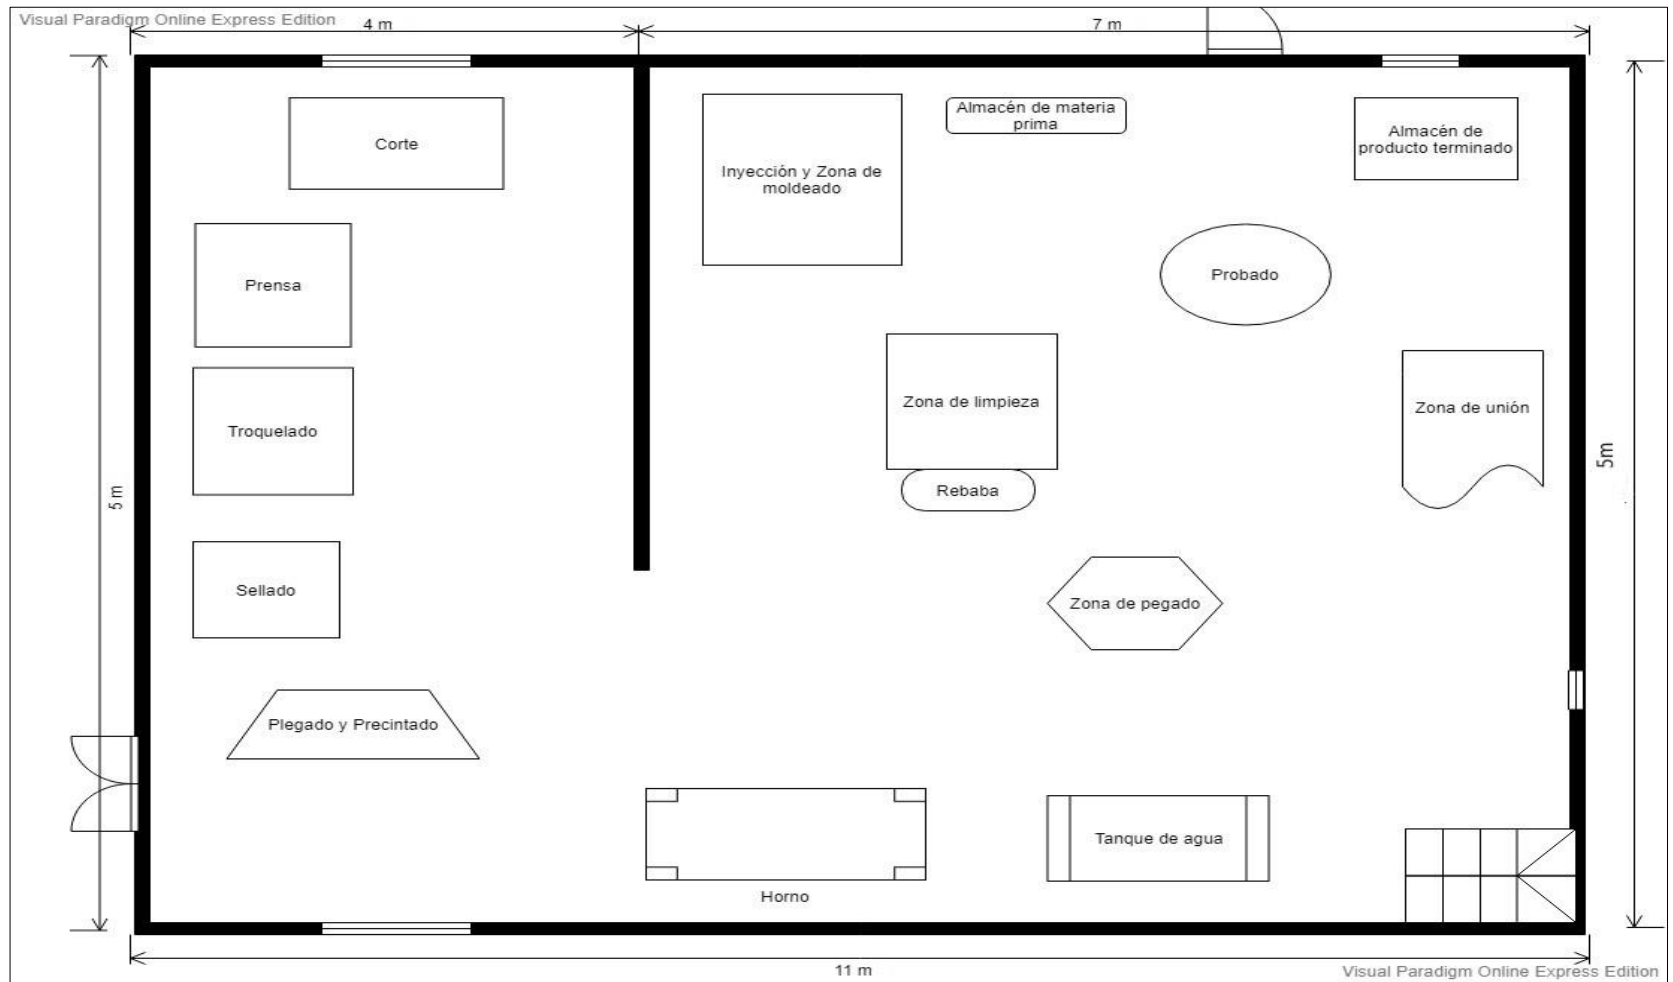 Visual Paradigm Online Express Edition
4 m
7 m
Corte
Almacén de materia
prima
Almacén de
producto terminado
Inyección y Zona de
moldeado
Prensa
Probado
Troquelado
Zona de limpieza
Zona de unión
5 m
5m
Rebaba
Sellado
Zona de pegado
Plegado y Precintado
Tanque de agua
Horno
11 m
Visual Paradigm Online Express Edition